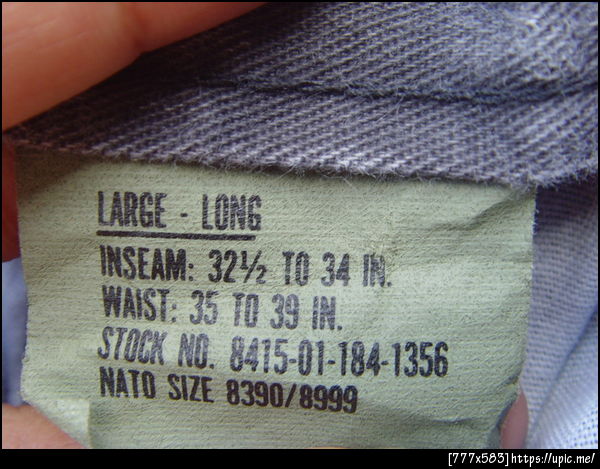 LARGE - LONG
INSEAM: 32½ TO 34 IN.
WAIST: 35 TO 39 IN.
STOCK NO. 8415-01-184-1356
NATO SIZE 8390/8999
[777x583]https://upic.me/